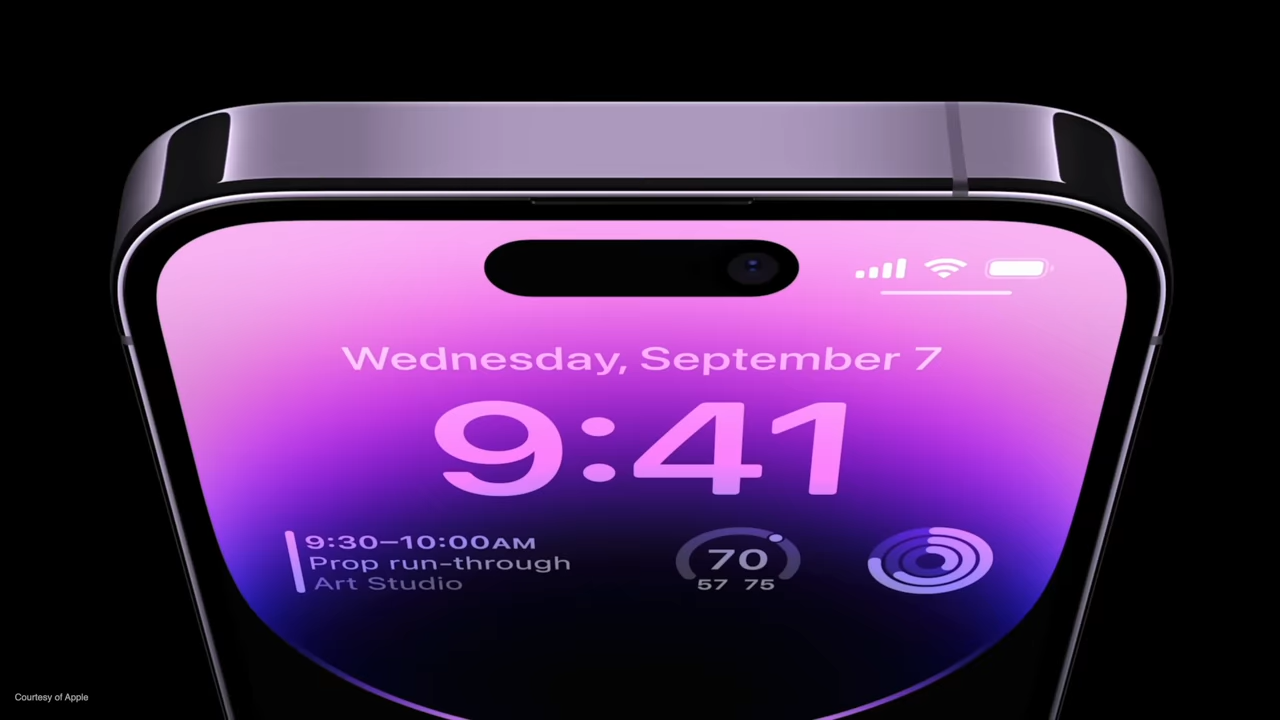 Wednesday, September 7
9:41
9:30–10:00AM
Prop run-through
Art Studio
70
57 75
Courtesy of Apple